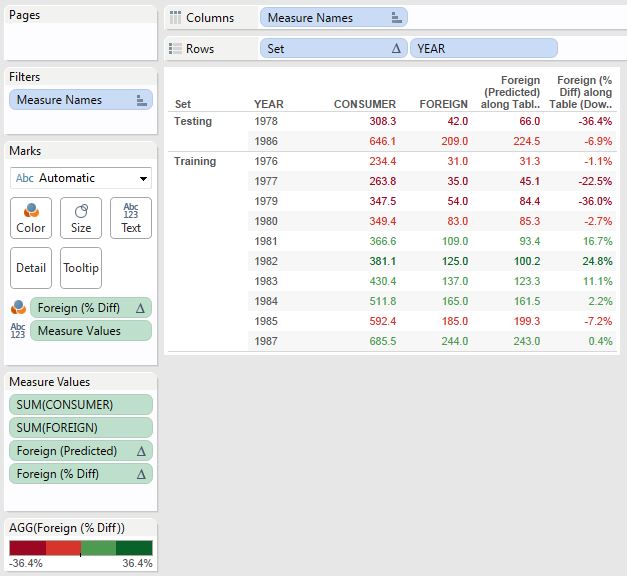 Pages
Columns Measure Names
Rows Set Δ YEAR
Filters
Measure Names
Marks
Abc Automatic
Color Size Abc 123 Text
Detail Tooltip
Foreign (% Diff) Δ
Abc 123 Measure Values
Measure Values
SUM(CONSUMER)
SUM(FOREIGN)
Foreign (Predicted) Δ
Foreign (% Diff) Δ
AGG(Foreign (% Diff))
-36.4% 36.4%
Foreign Foreign (%
(Predicted) Diff) along
Set YEAR CONSUMER FOREIGN along Tabl.. Table (Dow..
Testing 1978 308.3 42.0 66.0 -36.4%
1986 646.1 209.0 224.5 -6.9%
Training 1976 234.4 31.0 31.3 -1.1%
1977 263.8 35.0 45.1 -22.5%
1979 347.5 54.0 84.4 -36.0%
1980 349.4 83.0 85.3 -2.7%
1981 366.6 109.0 93.4 16.7%
1982 381.1 125.0 100.2 24.8%
1983 430.4 137.0 123.3 11.1%
1984 511.8 165.0 161.5 2.2%
1985 592.4 185.0 199.3 -7.2%
1987 685.5 244.0 243.0 0.4%